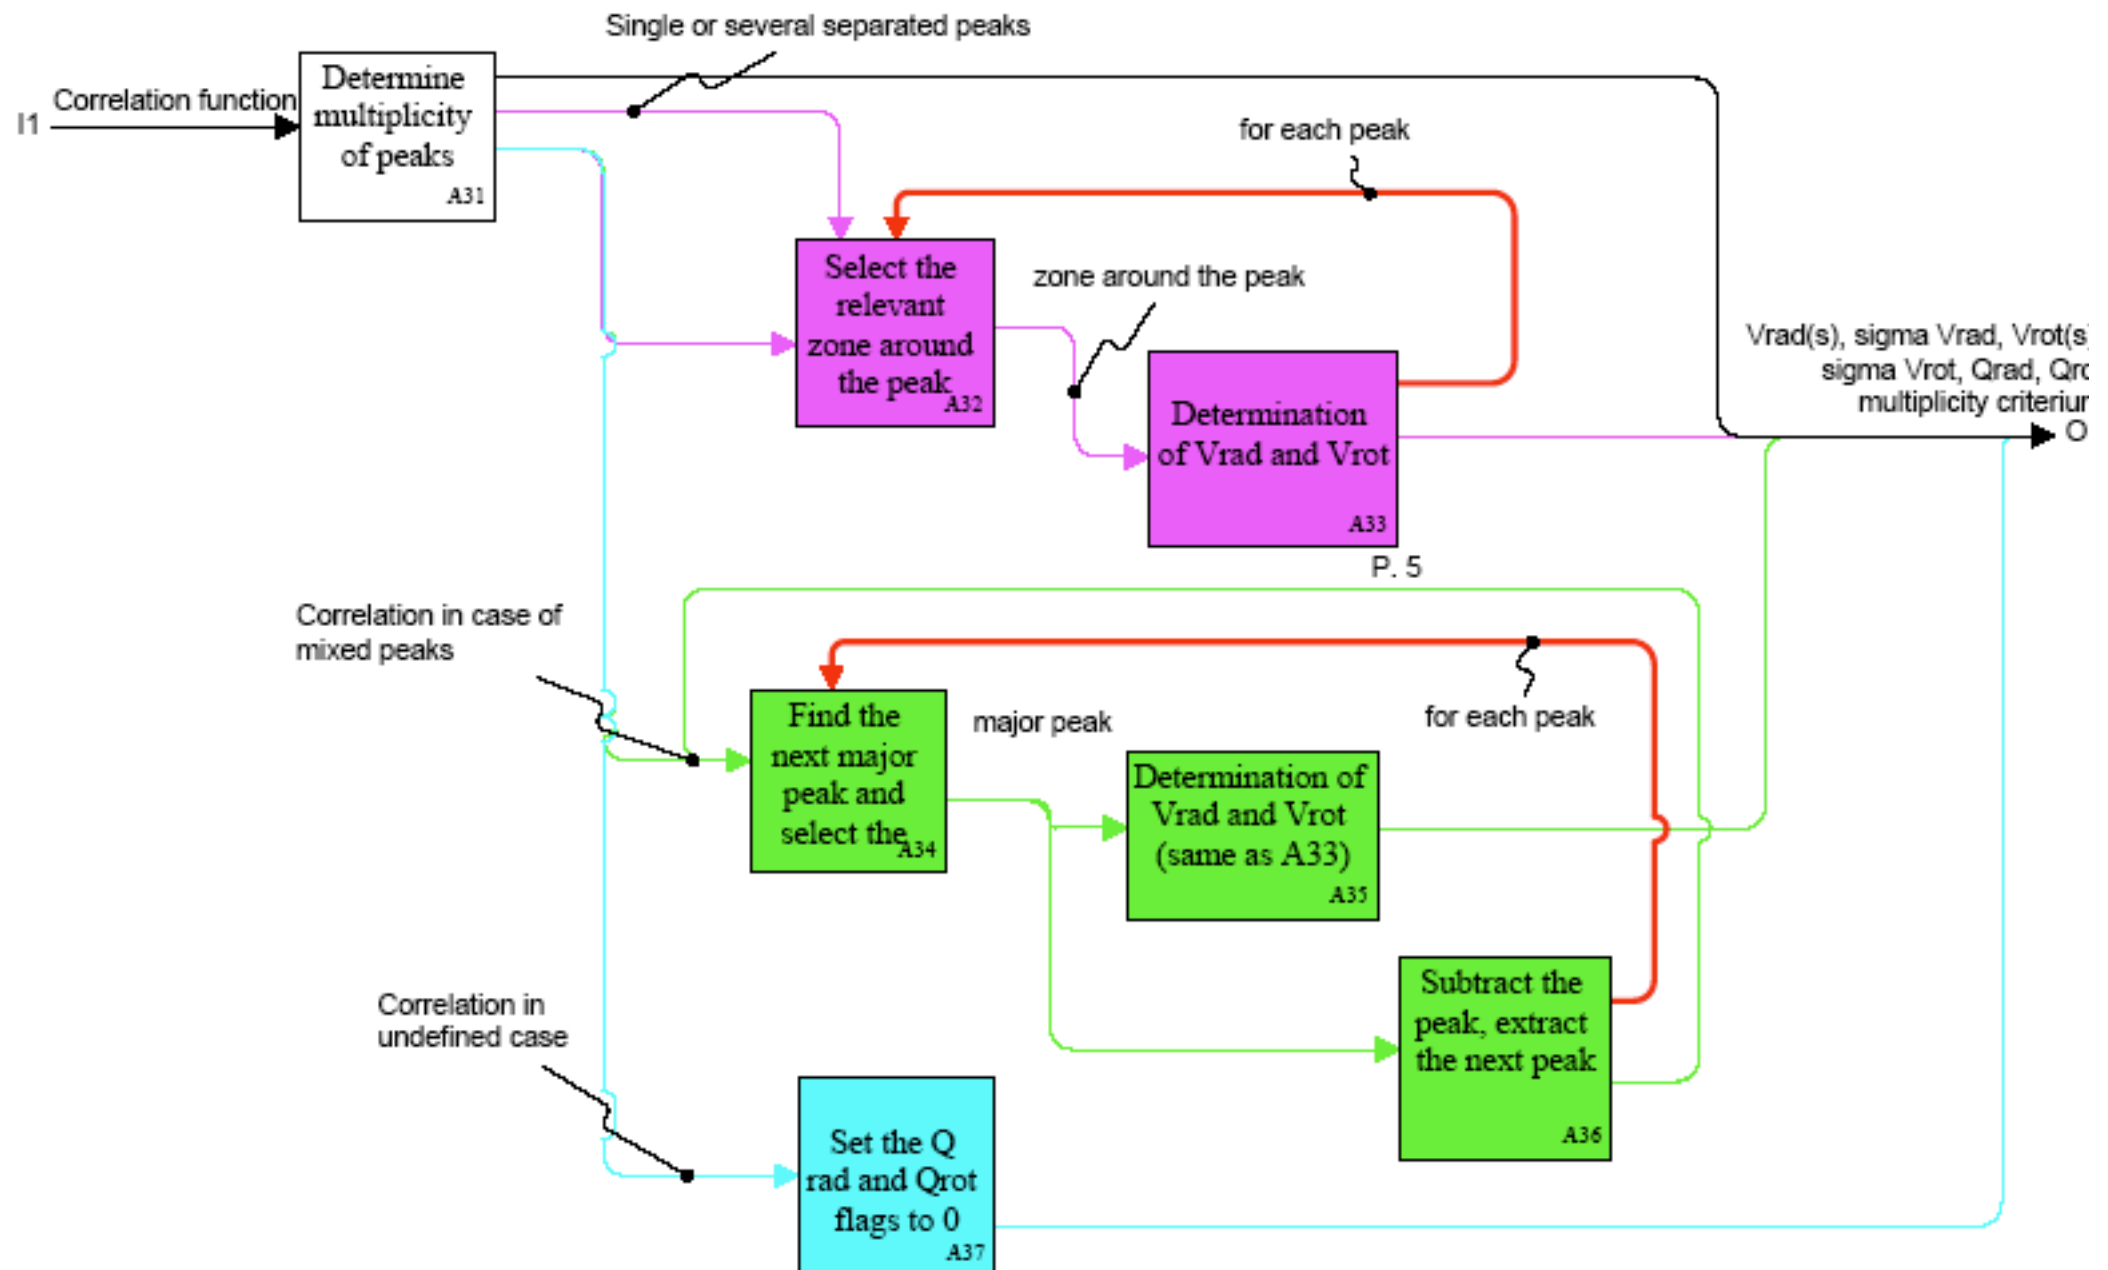 Single or several separated peaks
I1
Correlation function
Determine
multiplicity
of peaks
A31
for each peak
Select the
relevant
zone around
the peak
A32
zone around the peak
Determination
of Vrad and Vrot
A33
P. 5
Vrad(s), sigma Vrad, Vrot(s)
sigma Vrot, Qrad, Qro
multiplicity criteriur
O
Correlation in case of
mixed peaks
Find the
next major
peak and
select the
A34
major peak
for each peak
Determination of
Vrad and Vrot
(same as A33)
A35
Subtract the
peak, extract
the next peak
A36
Correlation in
undefined case
Set the Q
rad and Qrot
flags to 0
A37